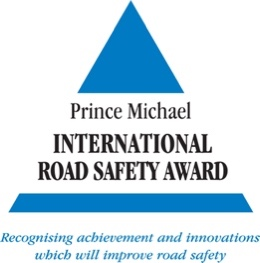 Prince Michael
INTERNATIONAL
ROAD SAFETY AWARD
Recognising achievement and innovations
which will improve road safety